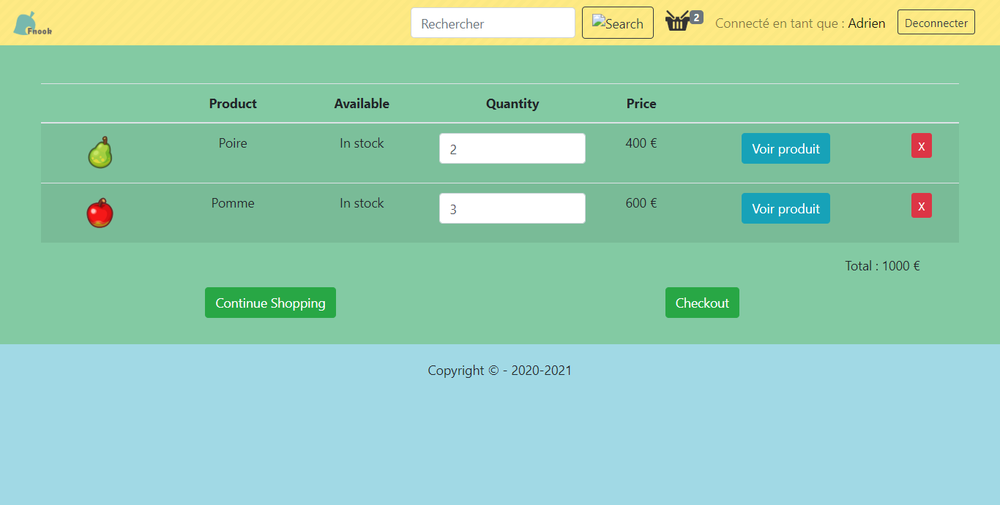 Fnook
Rechercher
Search
2
Connecté en tant que : Adrien
Deconnecter
Product Available Quantity Price
Poire In stock 2 400 € Voir produit X
Pomme In stock 3 600 € Voir produit X
Total : 1000 €
Continue Shopping Checkout
Copyright © - 2020-2021